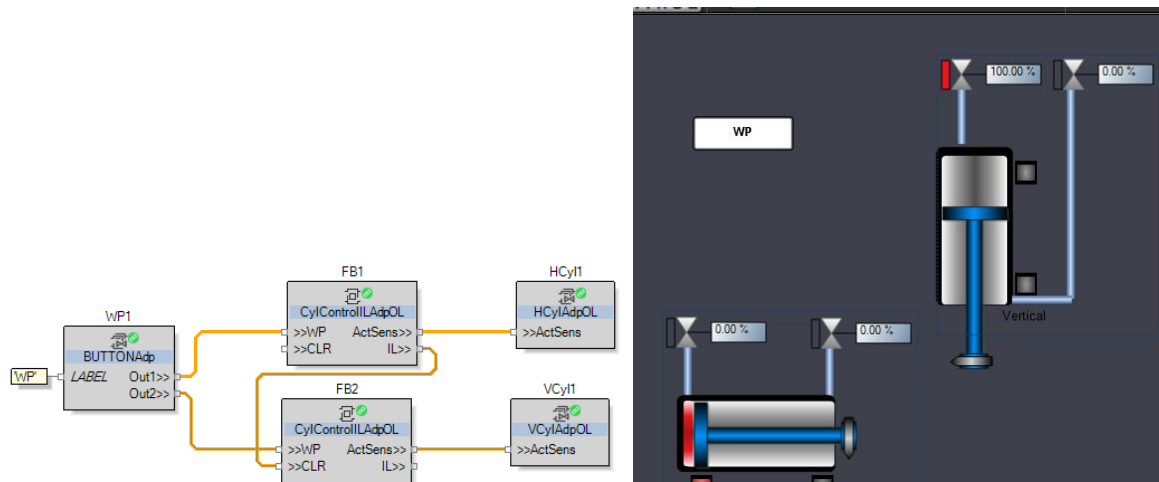 WP1
BUTTONAdp
'WP'
LABEL
Out1>>
Out2>>
FB1
CylControlILAdpOL
>>WP
ActSens>>
>>CLR
IL>>
HCyl1
HCylAdpOL
>>ActSens
FB2
CylControlILAdpOL
>>WP
ActSens>>
>>CLR
IL>>
VCyl1
VCylAdpOL
>>ActSens
WP
100.00 %
0.00 %
Vertical
0.00 %
0.00 %